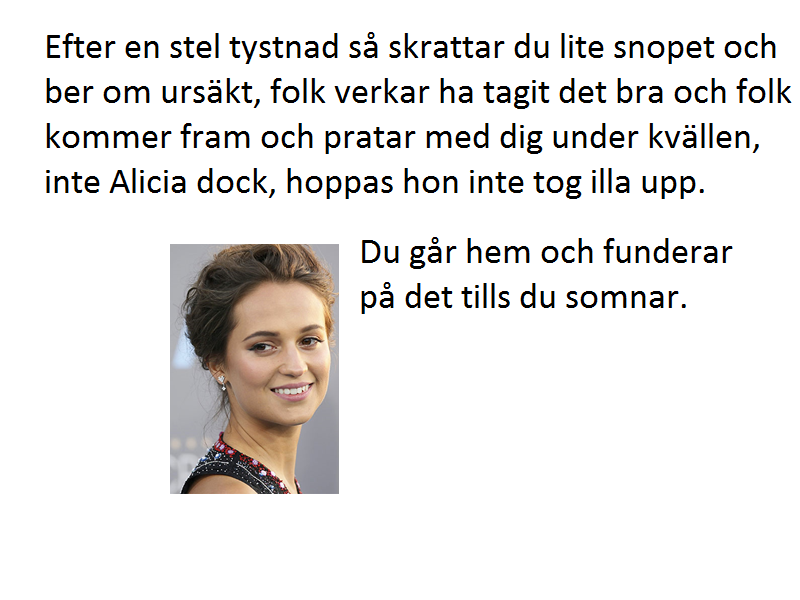 Efter en stel tystnad så skrattar du lite snopet och
ber om ursäkt, folk verkar ha tagit det bra och folk
kommer fram och pratar med dig under kvällen,
inte Alicia dock, hoppas hon inte tog illa upp.
Du går hem och funderar
på det tills du somnar.